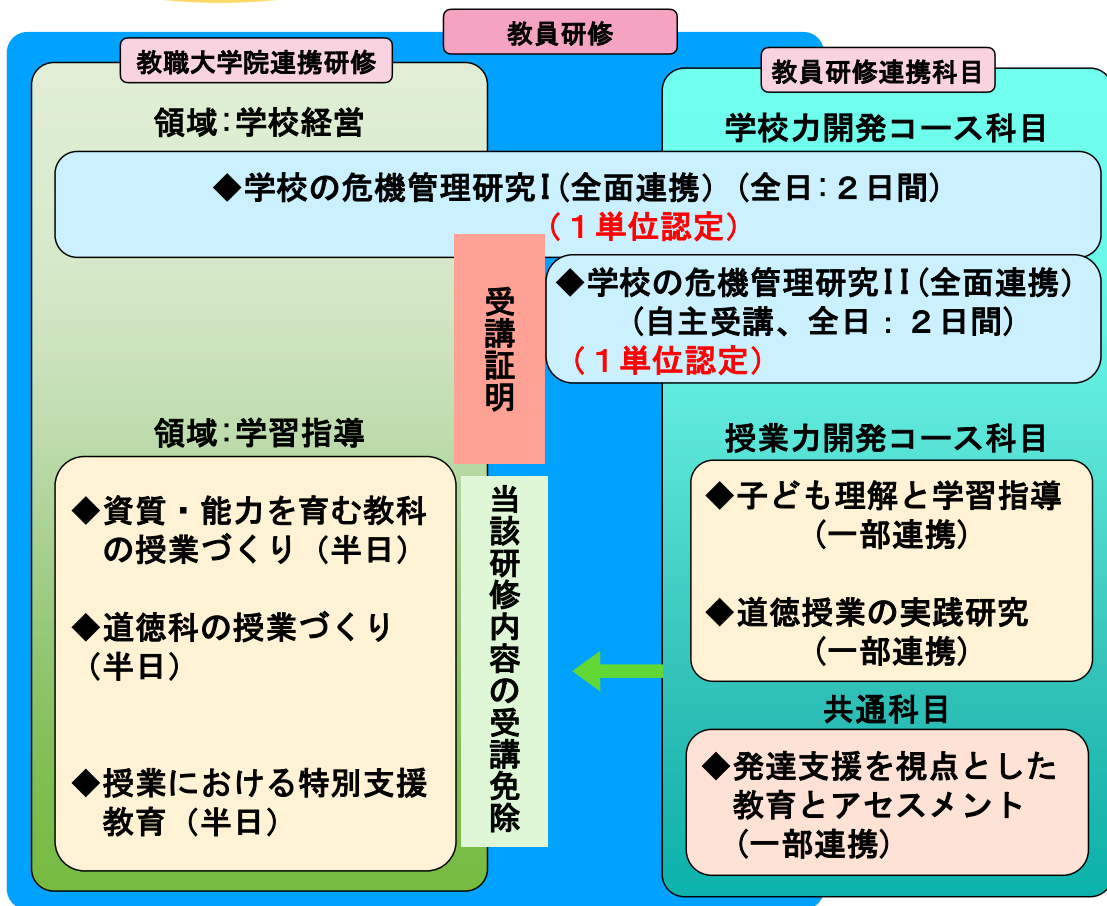 教員研修
教職大学院連携研修
教員研修連携科目
領域:学校経営
学校力開発コース科目
◆学校の危機管理研究I(全面連携)(全日:２日間)
(１単位認定)
◆学校の危機管理研究II(全面連携)
(自主受講、全日:２日間)
(１単位認定)
受講証明
領域:学習指導
◆資質・能力を育む教科
の授業づくり(半日)
◆道徳科の授業づくり
(半日)
◆授業における特別支援
教育(半日)
当該研修内容の受講免除
授業力開発コース科目
◆子ども理解と学習指導
(一部連携)
◆道徳授業の実践研究
(一部連携)
共通科目
◆発達支援を視点とした
教育とアセスメント
(一部連携)